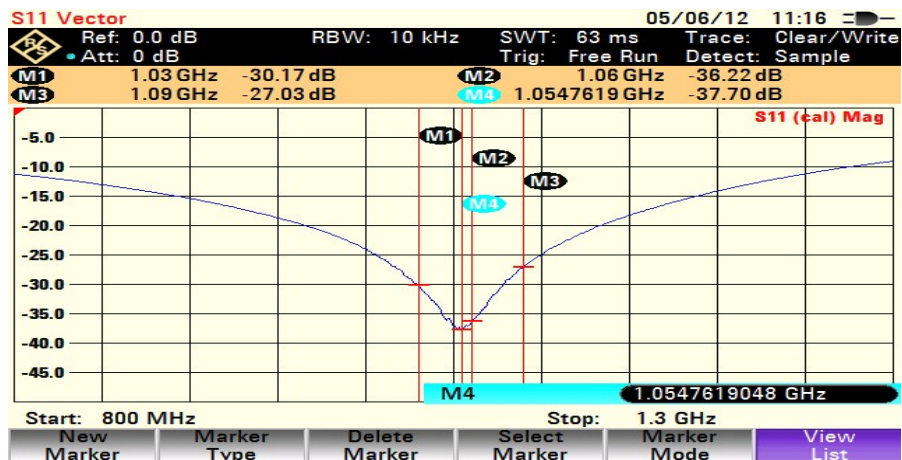 S11 Vector 05/06/12 11:16
R&S Ref: 0.0 dB RBW: 10 kHz SWT: 63 ms Trace: Clear/Write
Att: 0 dB Trig: Free Run Detect: Sample
M1 1.03 GHz -30.17 dB M2 1.06 GHz -36.22 dB
M3 1.09 GHz -27.03 dB M4 1.0547619 GHz -37.70 dB
S11 (cal) Mag
-5.0
M1
M2
-10.0
M3
-15.0
M4
-20.0
-25.0
-30.0
-35.0
-40.0
-45.0
M4 1.0547619048 GHz
Start: 800 MHz Stop: 1.3 GHz
New Marker Delete Select Marker View
Marker Type Marker Marker Mode List